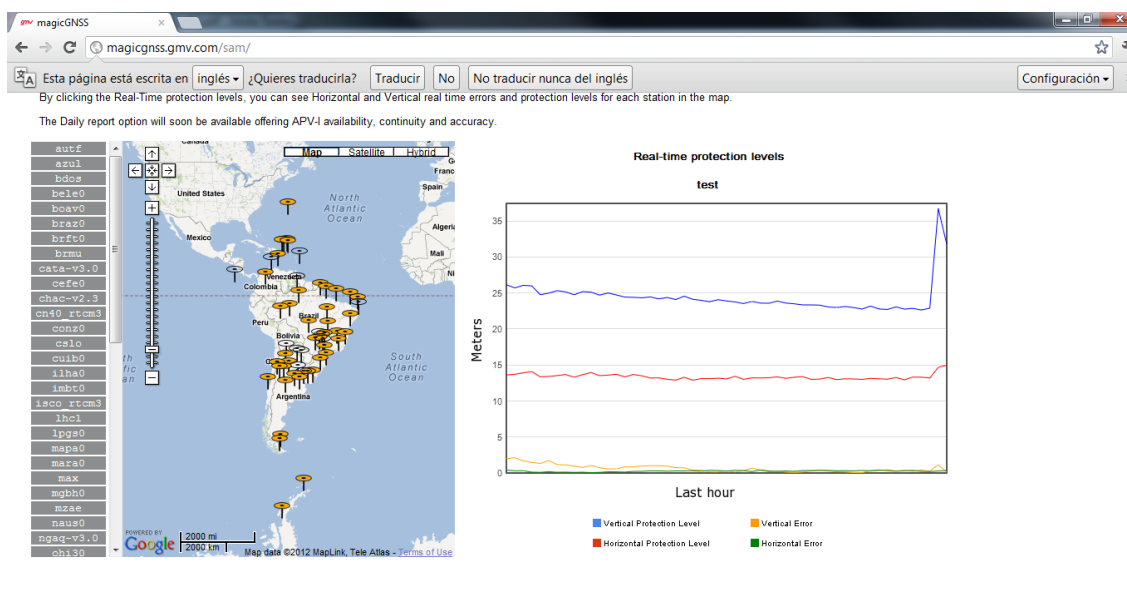 magicGNSS
magicgnss.gmv.com/sam/
Esta página está escrita en inglés ¿Quieres traducirla? Traducir No No traducir nunca del inglés Configuración
By clicking the Real-Time protection levels, you can see Horizontal and Vertical real time errors and protection levels for each station in the map.
The Daily report option will soon be available offering APV-I availability, continuity and accuracy.
autf
azul
bdos
bele0
boav0
braz0
brft0
brmu
cata-v3.0
cefe0
chac-v2.3
cn40_rtcm3
conz0
cslo
cuib0
ilha0
imbt0
isco_rtcm3
lhcl
lpgs0
mapa0
mara0
max
mgbh0
mzae
naus0
ngaq-v3.0
ohi30
Canada
Map Satellite Hybrid
Franc
Spain
United States
North
Atlantic
Ocean
Algeria
Mexico
Mali
Venezuela
Colombia
Brazil
Peru
Bolivia
South
Atlantic
Ocean
Argentina
POWERED BY
Google
2000 mi
2000 km
Map data ©2012 MapLink, Tele Atlas - Terms of Use
Real-time protection levels
test
35
30
25
20
15
10
5
0
Meters
Last hour
Vertical Protection Level
Vertical Error
Horizontal Protection Level
Horizontal Error